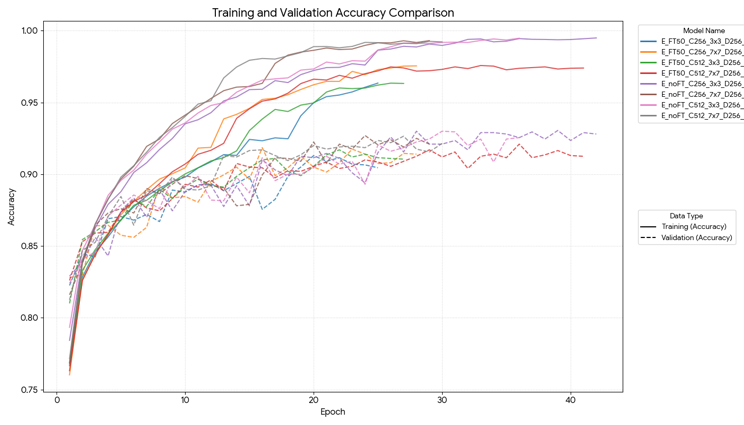 Training and Validation Accuracy Comparison
1.00
0.95
0.90
0.85
0.80
0.75
Accuracy
0
10
20
30
40
Epoch
Model Name
E_FT50_C256_3x3_D256_
E_FT50_C256_7x7_D256_
E_FT50_C512_3x3_D256_
E_FT50_C512_7x7_D256_
E_noFT_C256_3x3_D256_
E_noFT_C256_7x7_D256_
E_noFT_C512_3x3_D256_
E_noFT_C512_7x7_D256_
Data Type
Training (Accuracy)
Validation (Accuracy)